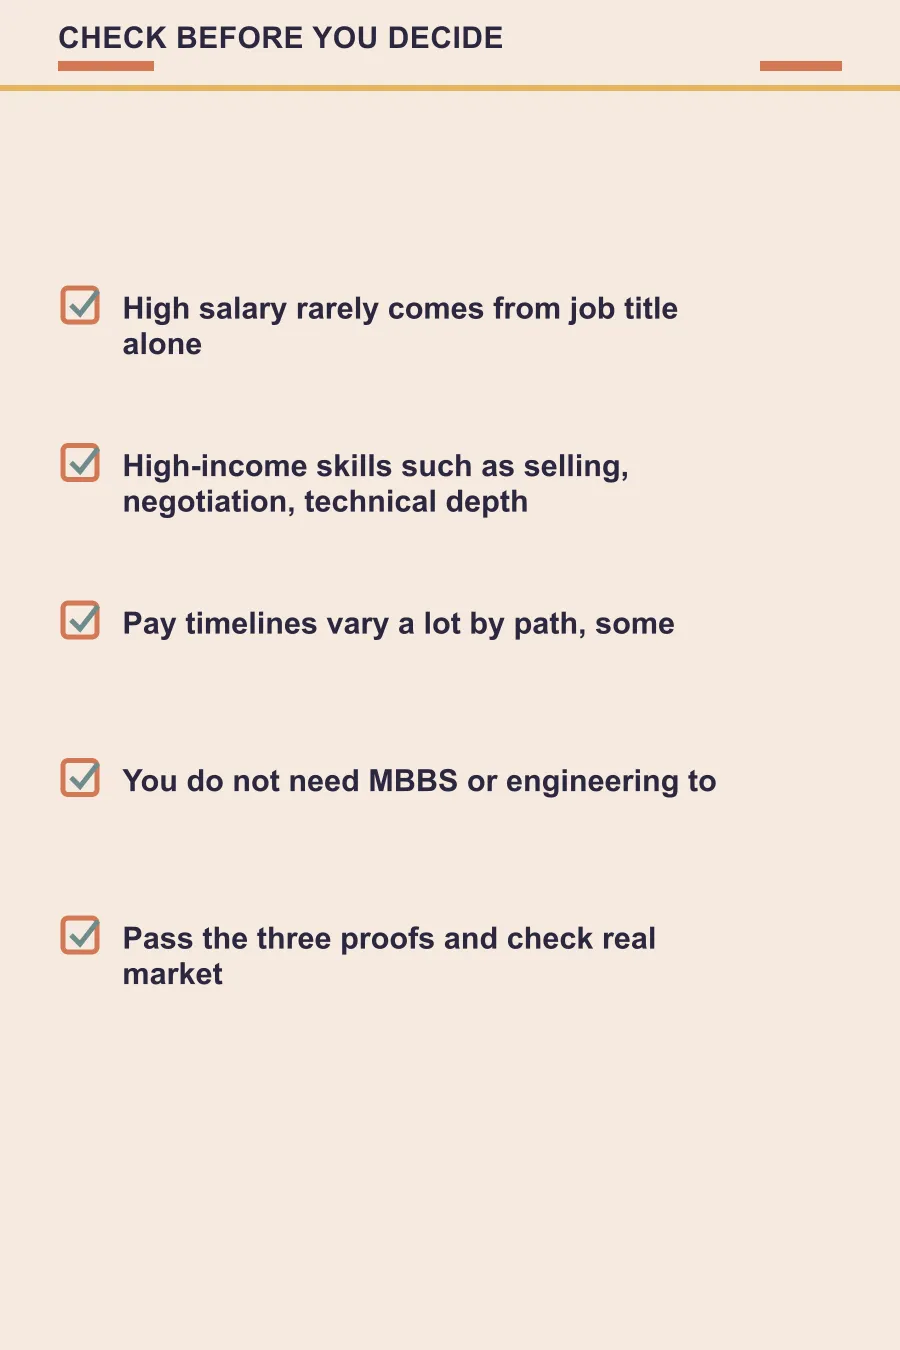 CHECK BEFORE YOU DECIDE
High salary rarely comes from job title
alone
High-income skills such as selling,
negotiation, technical depth
Pay timelines vary a lot by path, some
You do not need MBBS or engineering to
Pass the three proofs and check real
market